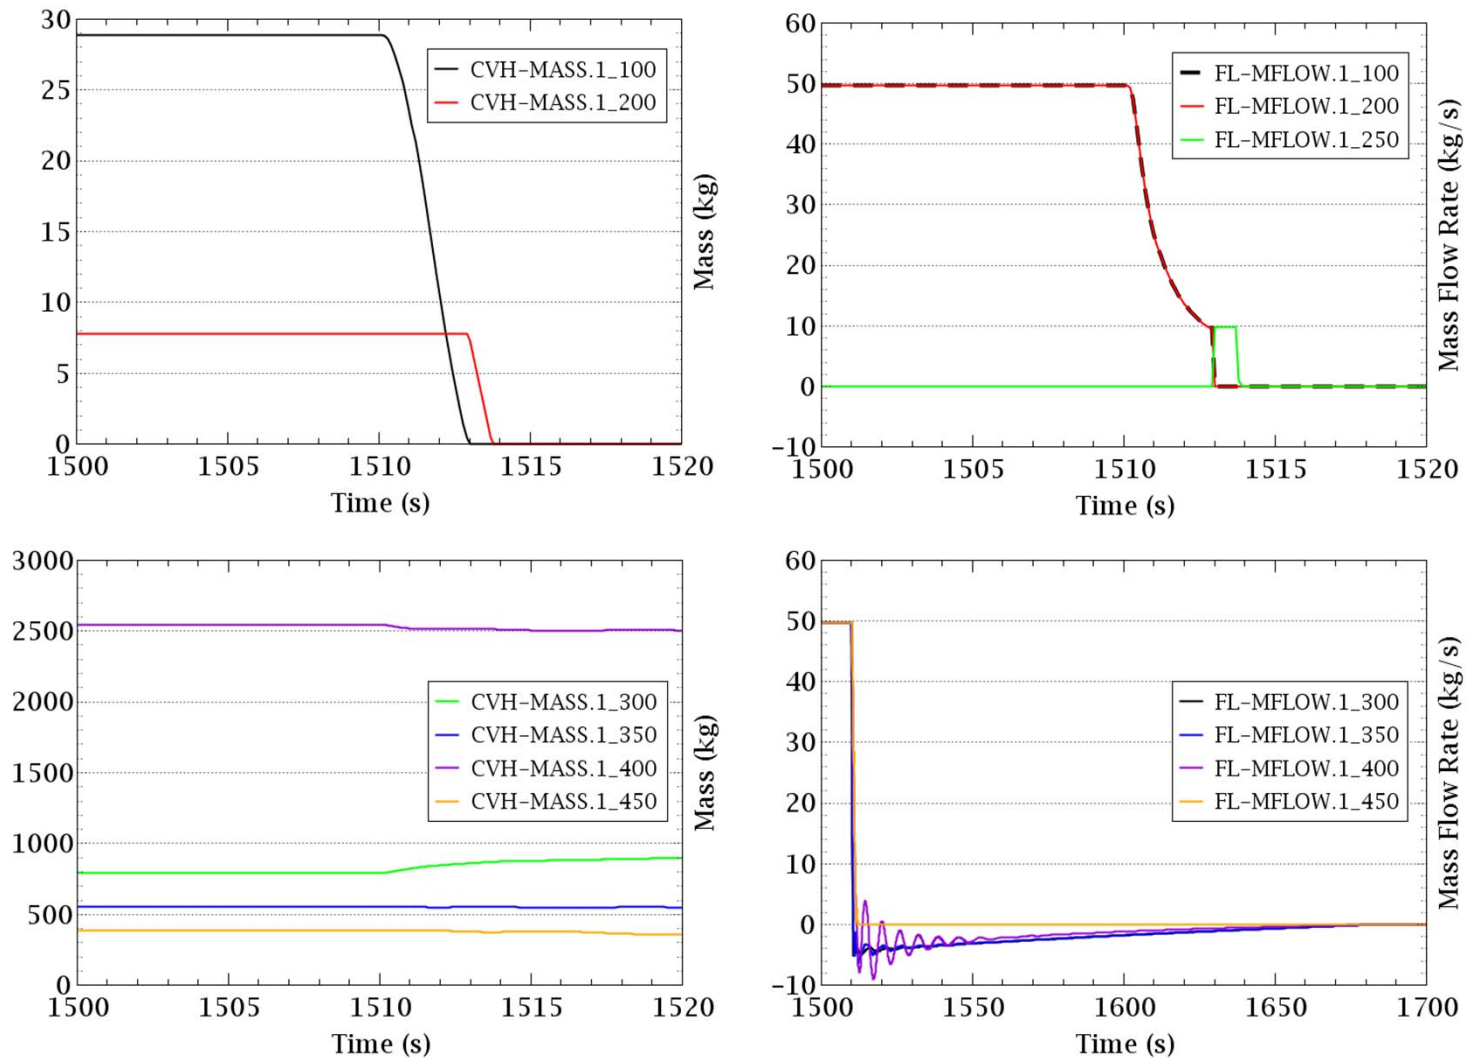 30
25
20
15
10
5
0
1500
1505
1510
1515
1520
Time (s)
Mass (kg)
CVH-MASS.1_100
CVH-MASS.1_200
60
50
40
30
20
10
0
-10
1500
1505
1510
1515
1520
Time (s)
Mass Flow Rate (kg/s)
FL-MFLOW.1_100
FL-MFLOW.1_200
FL-MFLOW.1_250
3000
2500
2000
1500
1000
500
0
1500
1505
1510
1515
1520
Time (s)
Mass (kg)
CVH-MASS.1_300
CVH-MASS.1_350
CVH-MASS.1_400
CVH-MASS.1_450
60
50
40
30
20
10
0
-10
1500
1550
1600
1650
1700
Time (s)
Mass Flow Rate (kg/s)
FL-MFLOW.1_300
FL-MFLOW.1_350
FL-MFLOW.1_400
FL-MFLOW.1_450